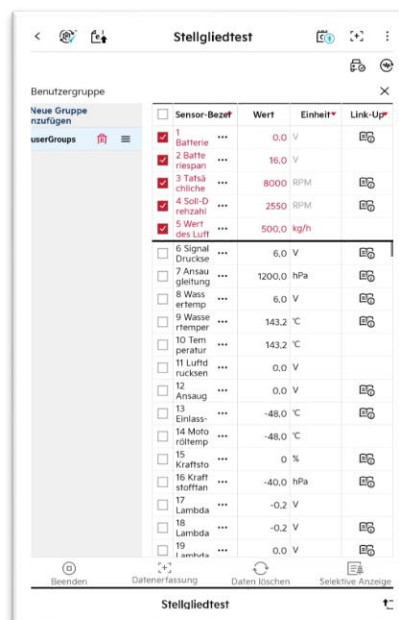 Stellgliedtest
Benutzergruppe
Neue Gruppe
nzufügen
userGroups
Sensor-Bezei Wert Einheit Link-Up
1
Batterie ... 0,0 V
2 Batte
riespan ... 16,0 V
3 Tatsä
chliche ... 8000 RPM
4 Soll-D
rehzahl ... 2550 RPM
5 Wert
des Luft ... 500,0 kg/h
6 Signal
Druckse ... 6,0 V
7 Ansau
gleitung ... 1200,0 hPa
8 Wass
ertemp ... 6,0 V
9 Wasse
rtemper ... 143,2 °C
10 Tem
peratur ... 143,2 °C
11 Luftd
rucksen ... 0,0 V
12
Ansaug ... 0,0 V
13
Einlass- ... -48,0 °C
14 Moto
röltemp ... -48,0 °C
15
Kraftsto ... 0 %
16 Kraft
stofftan ... -40,0 hPa
17
Lambda ... -0,2 V
18
Lambda ... -0,2 V
19
Lambda ... 0,0 V
Beenden Datenerfassung Daten löschen Selektive Anzeige
Stellgliedtest